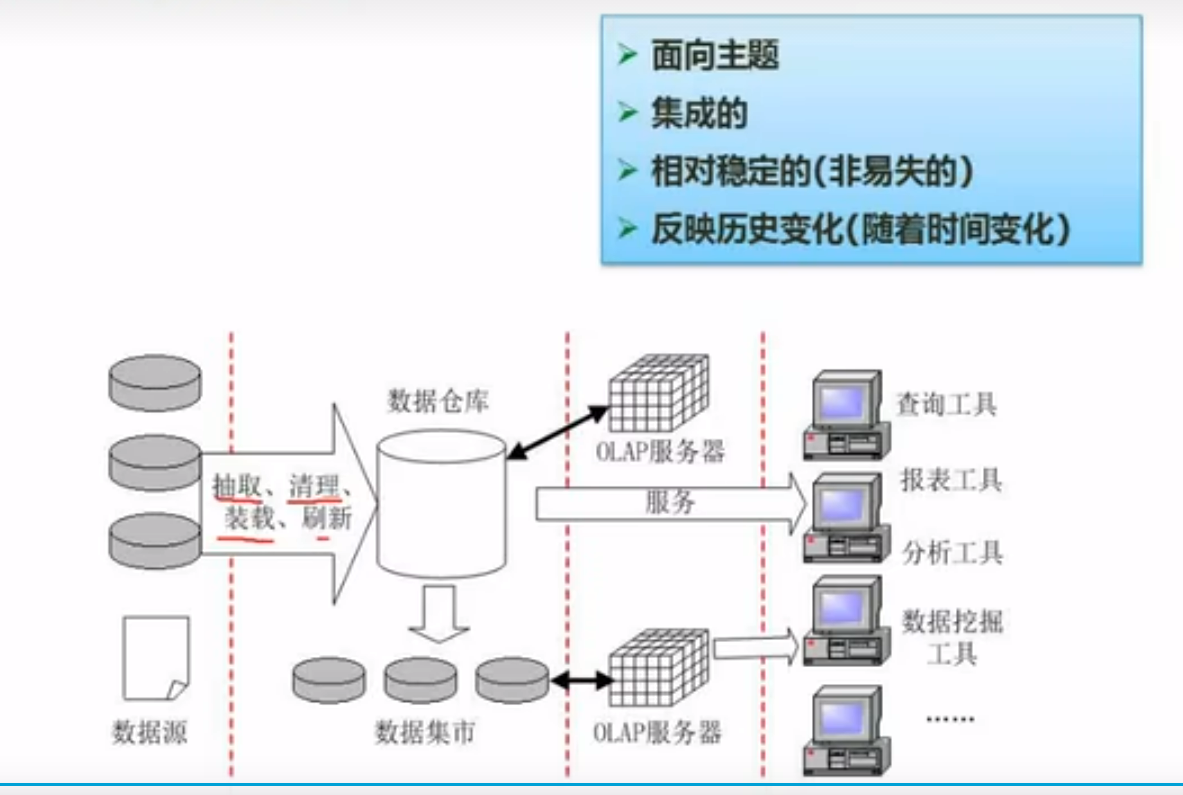 面向主题
集成的
相对稳定的(非易失的)
反映历史变化(随着时间变化)
数据仓库
抽取、清理、
装载、刷新
OLAP服务器
服务
查询工具
报表工具
分析工具
数据挖掘
工具
......
数据源
数据集市
OLAP服务器